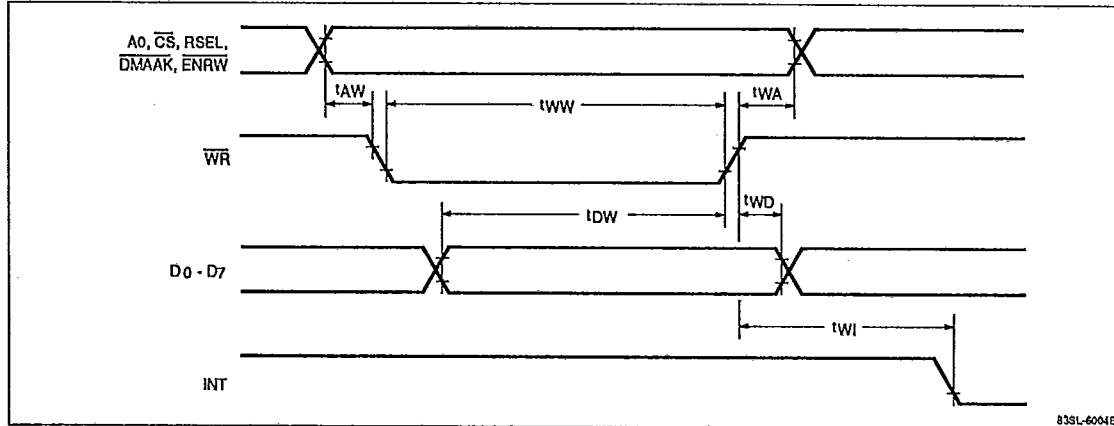 A0, CS, RSEL,
DMAAK, ENRW
tAW
tWW
tWA
WR
tDW
tWD
D0 - D7
tWI
INT
83SL-6004B